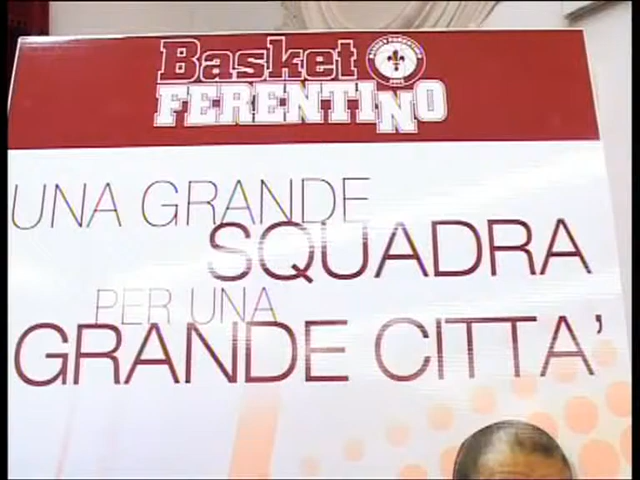 Basket
FERENTINO
UNA GRANDE
SQUADRA
PER UNA
GRANDE CITTA'